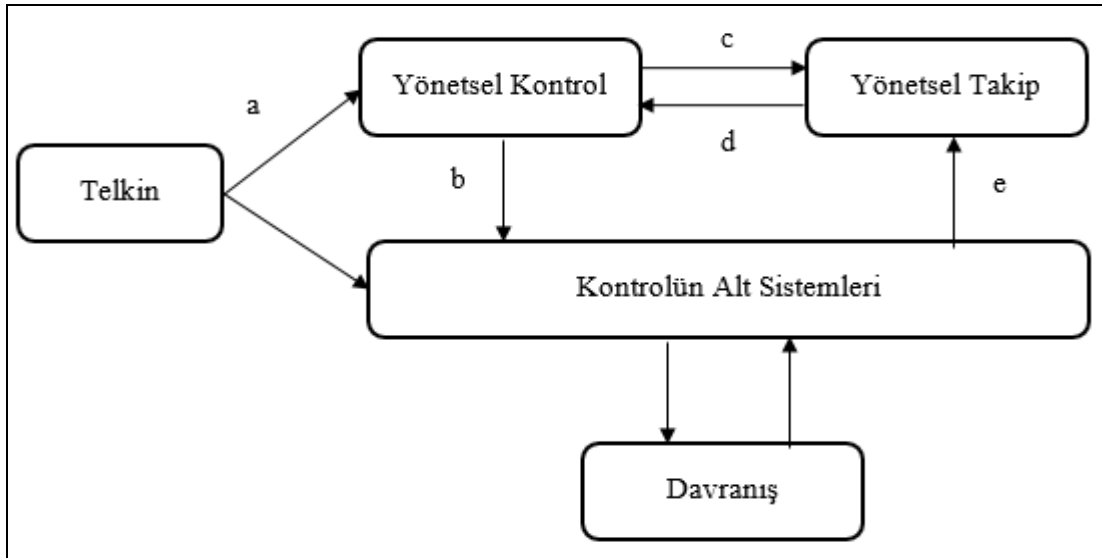 c
Yönetsel Kontrol
Yönetsel Takip
a
d
Telkin
b
e
Kontrolün Alt Sistemleri
Davranış